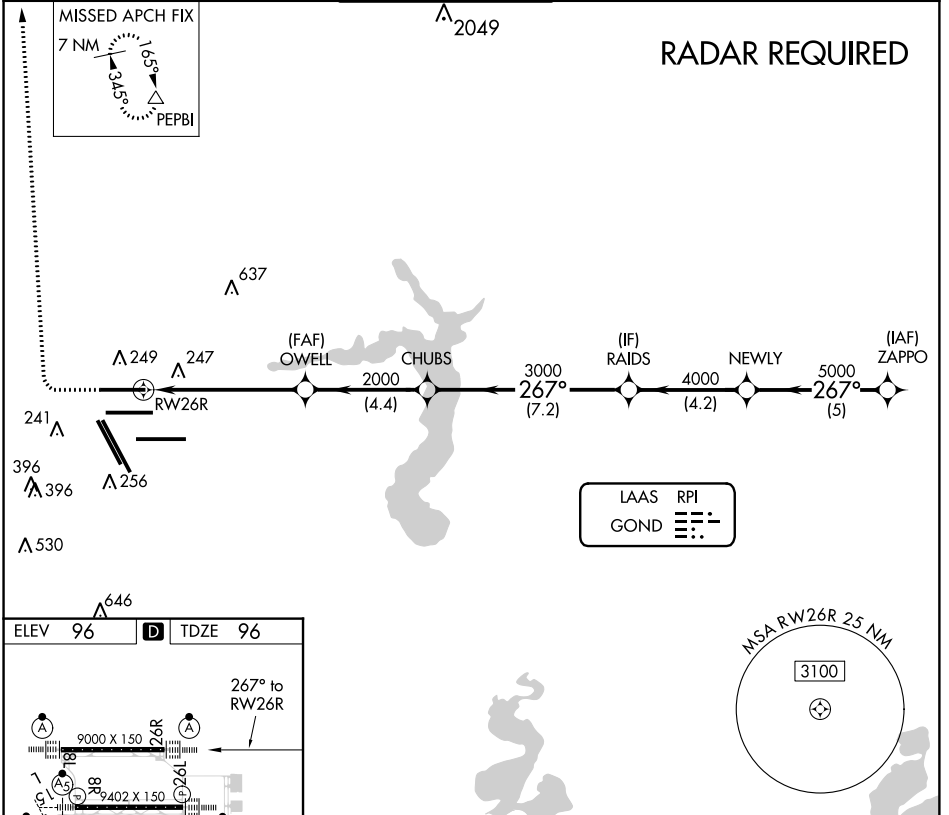 MISSED APCH FIX
7 NM
165°
345°
PEPBI
2049
RADAR REQUIRED
637
249
247
RW26R
(FAF)
OWELL
2000
(4.4)
CHUBS
3000
267°
(7.2)
(IF)
RAIDS
4000
(4.2)
NEWLY
5000
267°
(5)
(IAF)
ZAPPO
241
396
396
256
530
646
LAAS RPI
GOND
MSA RW26R 25 NM
3100
ELEV 96 D TDZE 96
267° to
RW26R
A
A
9000 X 150
26R
8L
A5
15L
8R
P
9402 X 150
P
26L